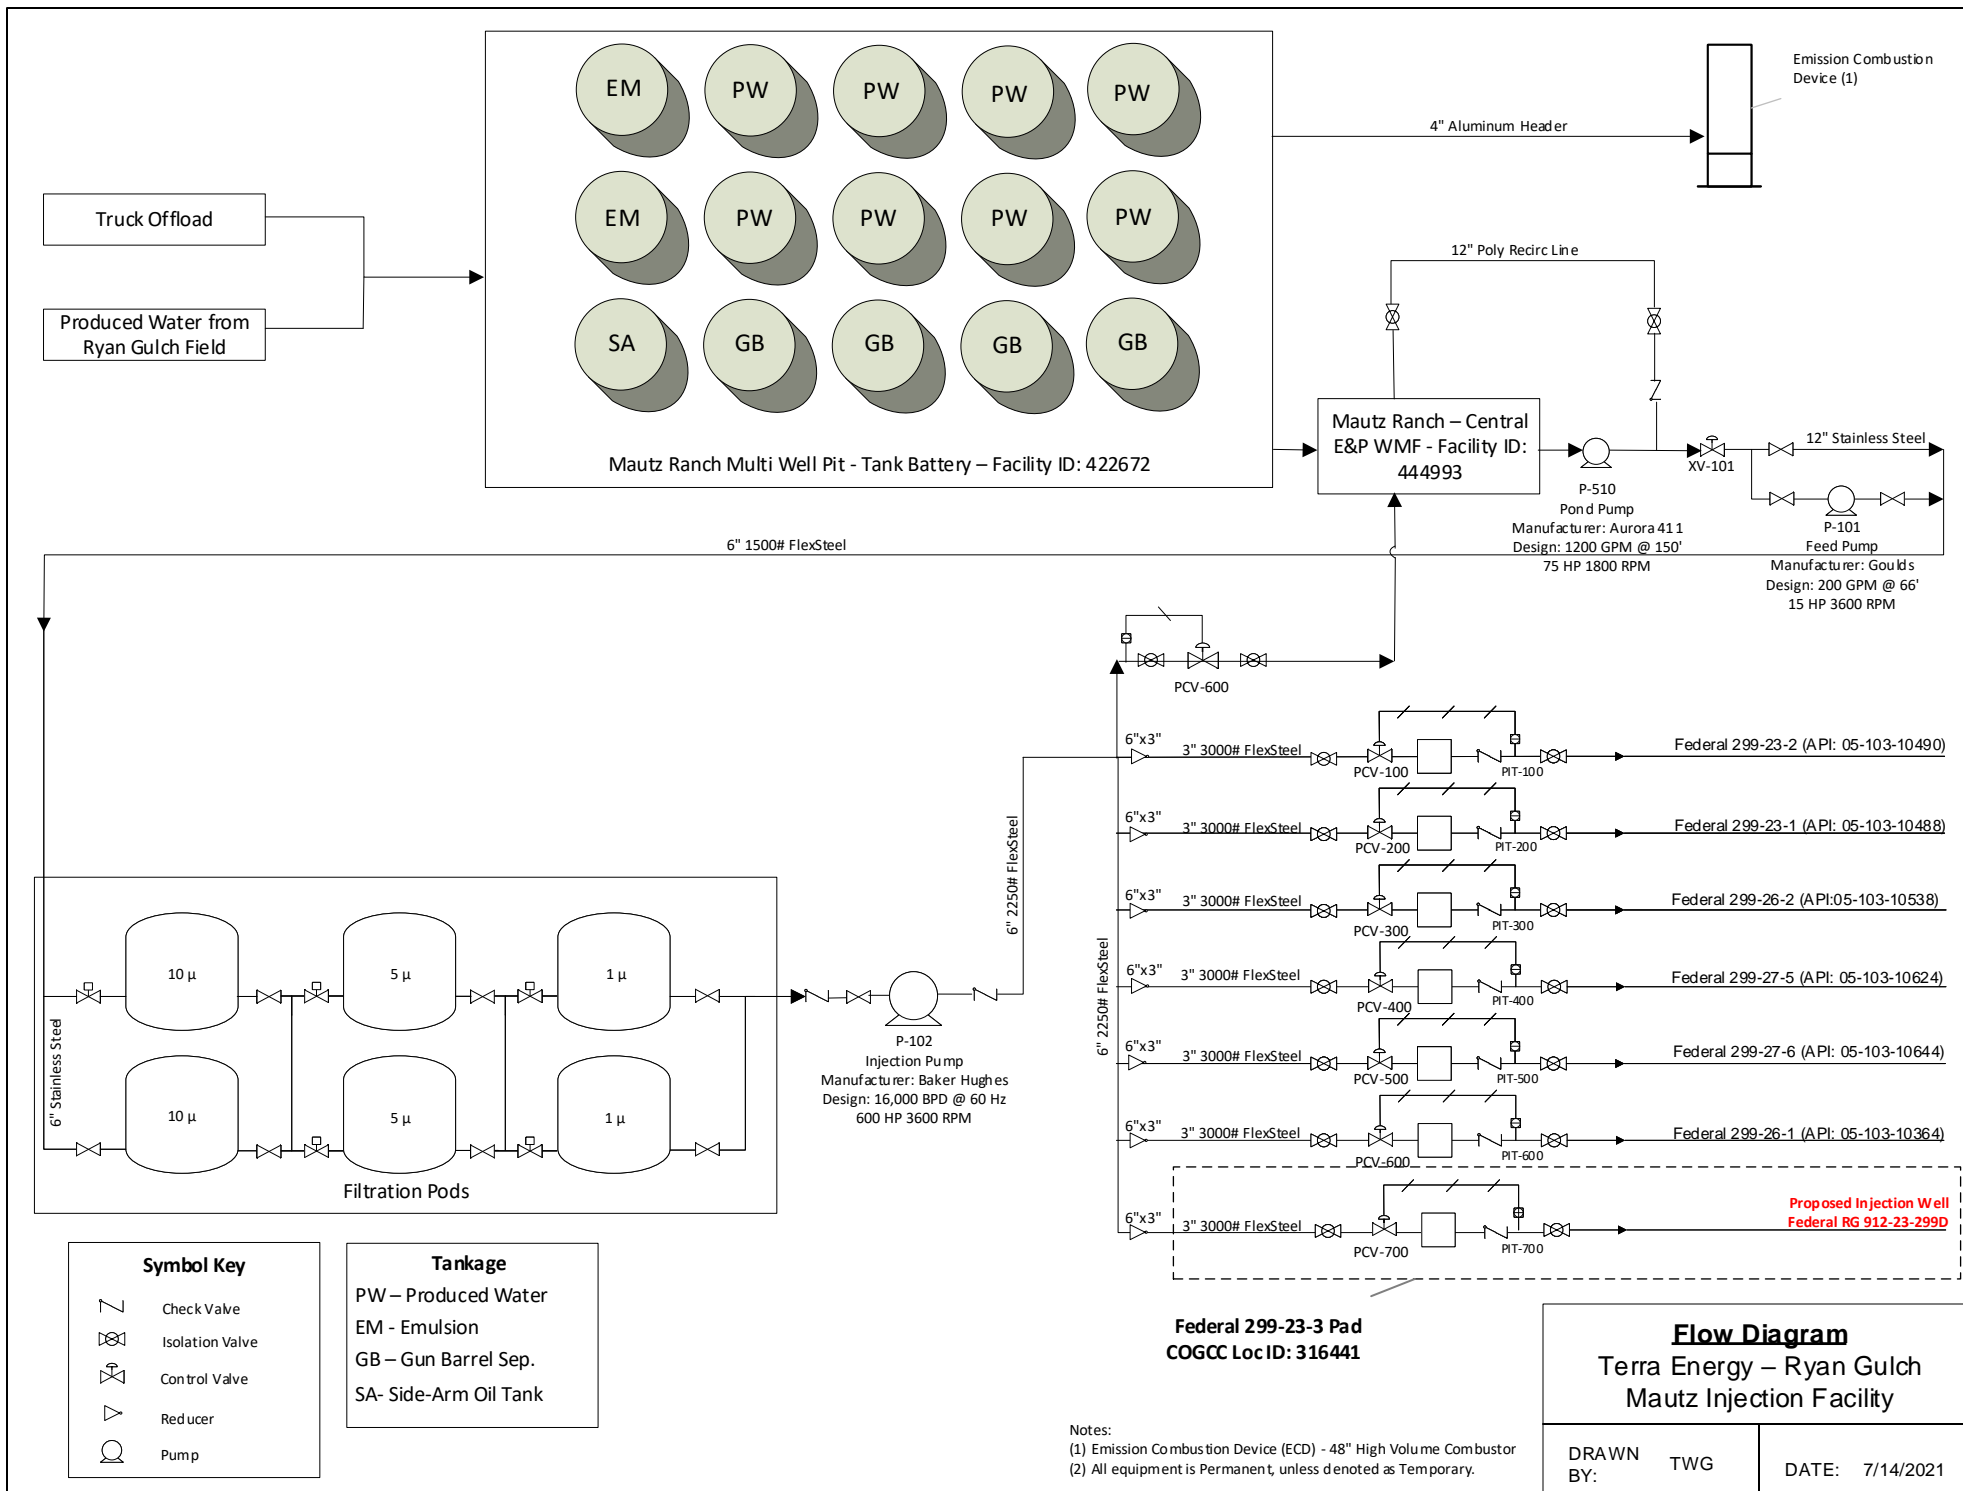 EM
PW
PW
PW
PW
EM
PW
PW
PW
PW
SA
GB
GB
GB
GB
Mautz Ranch Multi Well Pit - Tank Battery – Facility ID: 422672
Truck Offload
Produced Water from
Ryan Gulch Field
4" Aluminum Header
Emission Combustion
Device (1)
12" Poly Recirc Line
Mautz Ranch – Central
E&P WMF - Facility ID:
444993
P-510
Pond Pump
Manufacturer: Aurora 411
Design: 1200 GPM @ 150'
75 HP 1800 RPM
XV-101
12" Stainless Steel
P-101
Feed Pump
Manufacturer: Goulds
Design: 200 GPM @ 66'
15 HP 3600 RPM
6" 1500# FlexSteel
PCV-600
6" Stainless Steel
10 µ
5 µ
1 µ
10 µ
5 µ
1 µ
Filtration Pods
P-102
Injection Pump
Manufacturer: Baker Hughes
Design: 16,000 BPD @ 60 Hz
600 HP 3600 RPM
6" 2250# FlexSteel
6" 2250# FlexSteel
6"x3"
3" 3000# FlexSteel
PCV-100
PIT-100
Federal 299-23-2 (API: 05-103-10490)
6"x3"
3" 3000# FlexSteel
PCV-200
PIT-200
Federal 299-23-1 (API: 05-103-10488)
6"x3"
3" 3000# FlexSteel
PCV-300
PIT-300
Federal 299-26-2 (API:05-103-10538)
6"x3"
3" 3000# FlexSteel
PCV-400
PIT-400
Federal 299-27-5 (API: 05-103-10624)
6"x3"
3" 3000# FlexSteel
PCV-500
PIT-500
Federal 299-27-6 (API: 05-103-10644)
6"x3"
3" 3000# FlexSteel
PCV-600
PIT-600
Federal 299-26-1 (API: 05-103-10364)
6"x3"
3" 3000# FlexSteel
PCV-700
PIT-700
Proposed Injection Well
Federal RG 912-23-299D
Federal 299-23-3 Pad
COGCC Loc ID: 316441
Symbol Key
Check Valve
Isolation Valve
Control Valve
Reducer
Pump
Tankage
PW – Produced Water
EM - Emulsion
GB – Gun Barrel Sep.
SA- Side-Arm Oil Tank
Notes:
(1) Emission Combustion Device (ECD) - 48" High Volume Combustor
(2) All equipment is Permanent, unless denoted as Temporary.
Flow Diagram
Terra Energy – Ryan Gulch
Mautz Injection Facility
DRAWN
BY:
TWG
DATE: 7/14/2021